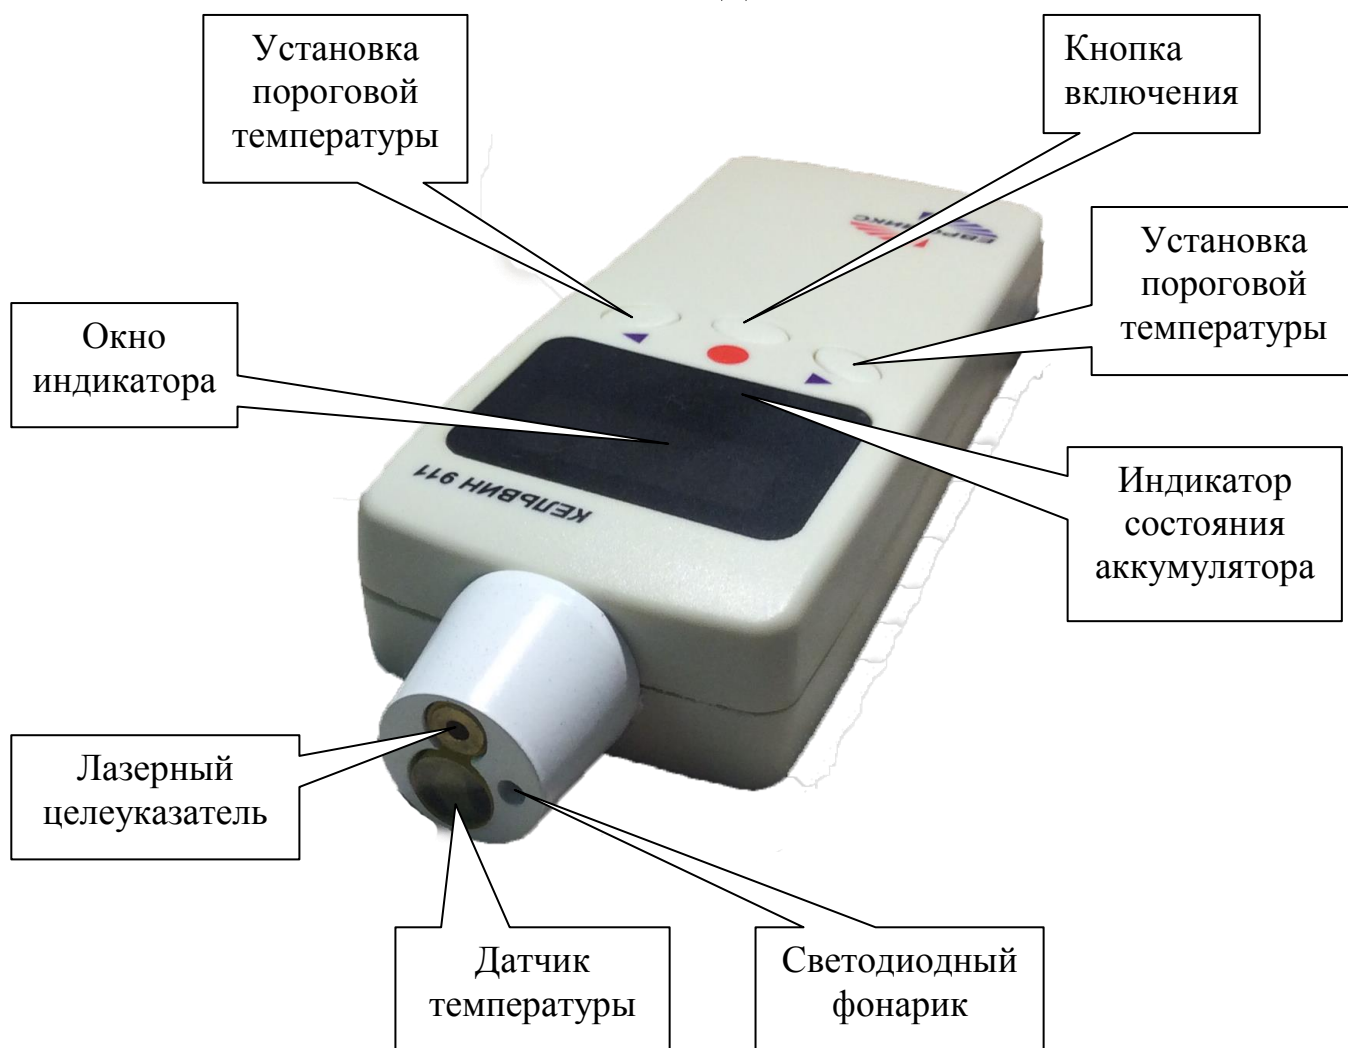 Установка
пороговой
температуры
Кнопка
включения
ЕВРОМИКС
Установка
пороговой
температуры
Окно
индикатора
КЕЛЬВИН 911
Индикатор
состояния
аккумулятора
Лазерный
целеуказатель
Датчик
температуры
Светодиодный
фонарик